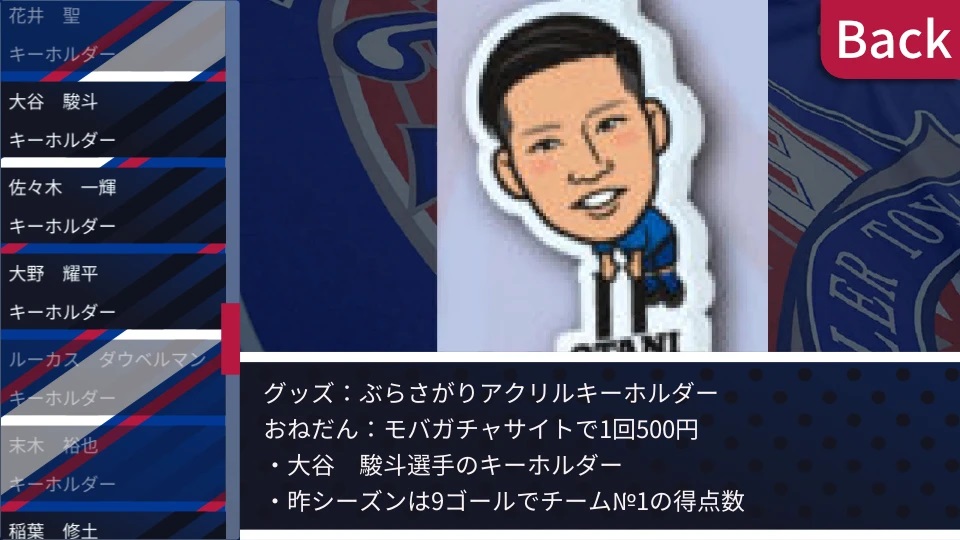 花井　聖
キーホルダー
大谷　駿斗
キーホルダー
佐々木　一輝
キーホルダー
大野　耀平
キーホルダー
ルーカス　ダウベルマン
キーホルダー
末木　裕也
キーホルダー
稲葉　修土
Back
OTANI
LLER TOYA
グッズ：ぶらさがりアクリルキーホルダー
おねだん：モバガチャサイトで1回500円
・大谷　駿斗選手のキーホルダー
・昨シーズンは9ゴールでチーム№1の得点数